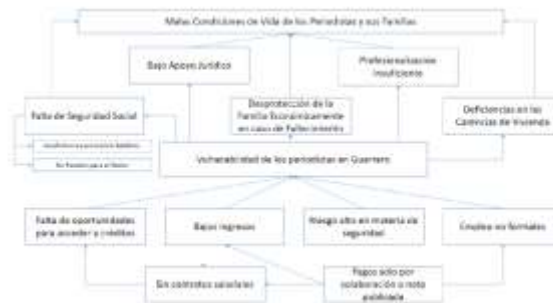 Malas Condiciones de Vida de los Periodistas y sus Familias
Bajo Apoyo Jurídico
Profesionalización
Insuficiente
Falta de Seguridad Social
Desprotección de la
Familia Económicamente
en caso de Fallecimiento
Deficiencias en las
Carencias de Vivienda
Vulnerabilidad de los periodistas en Guerrero
Falta de oportunidades
para acceder a créditos
Bajos ingresos
Riesgo alto en materia de
seguridad
Empleo no formales
Sin contratos salariales
Pagos solo por
colaboración o nota
publicada